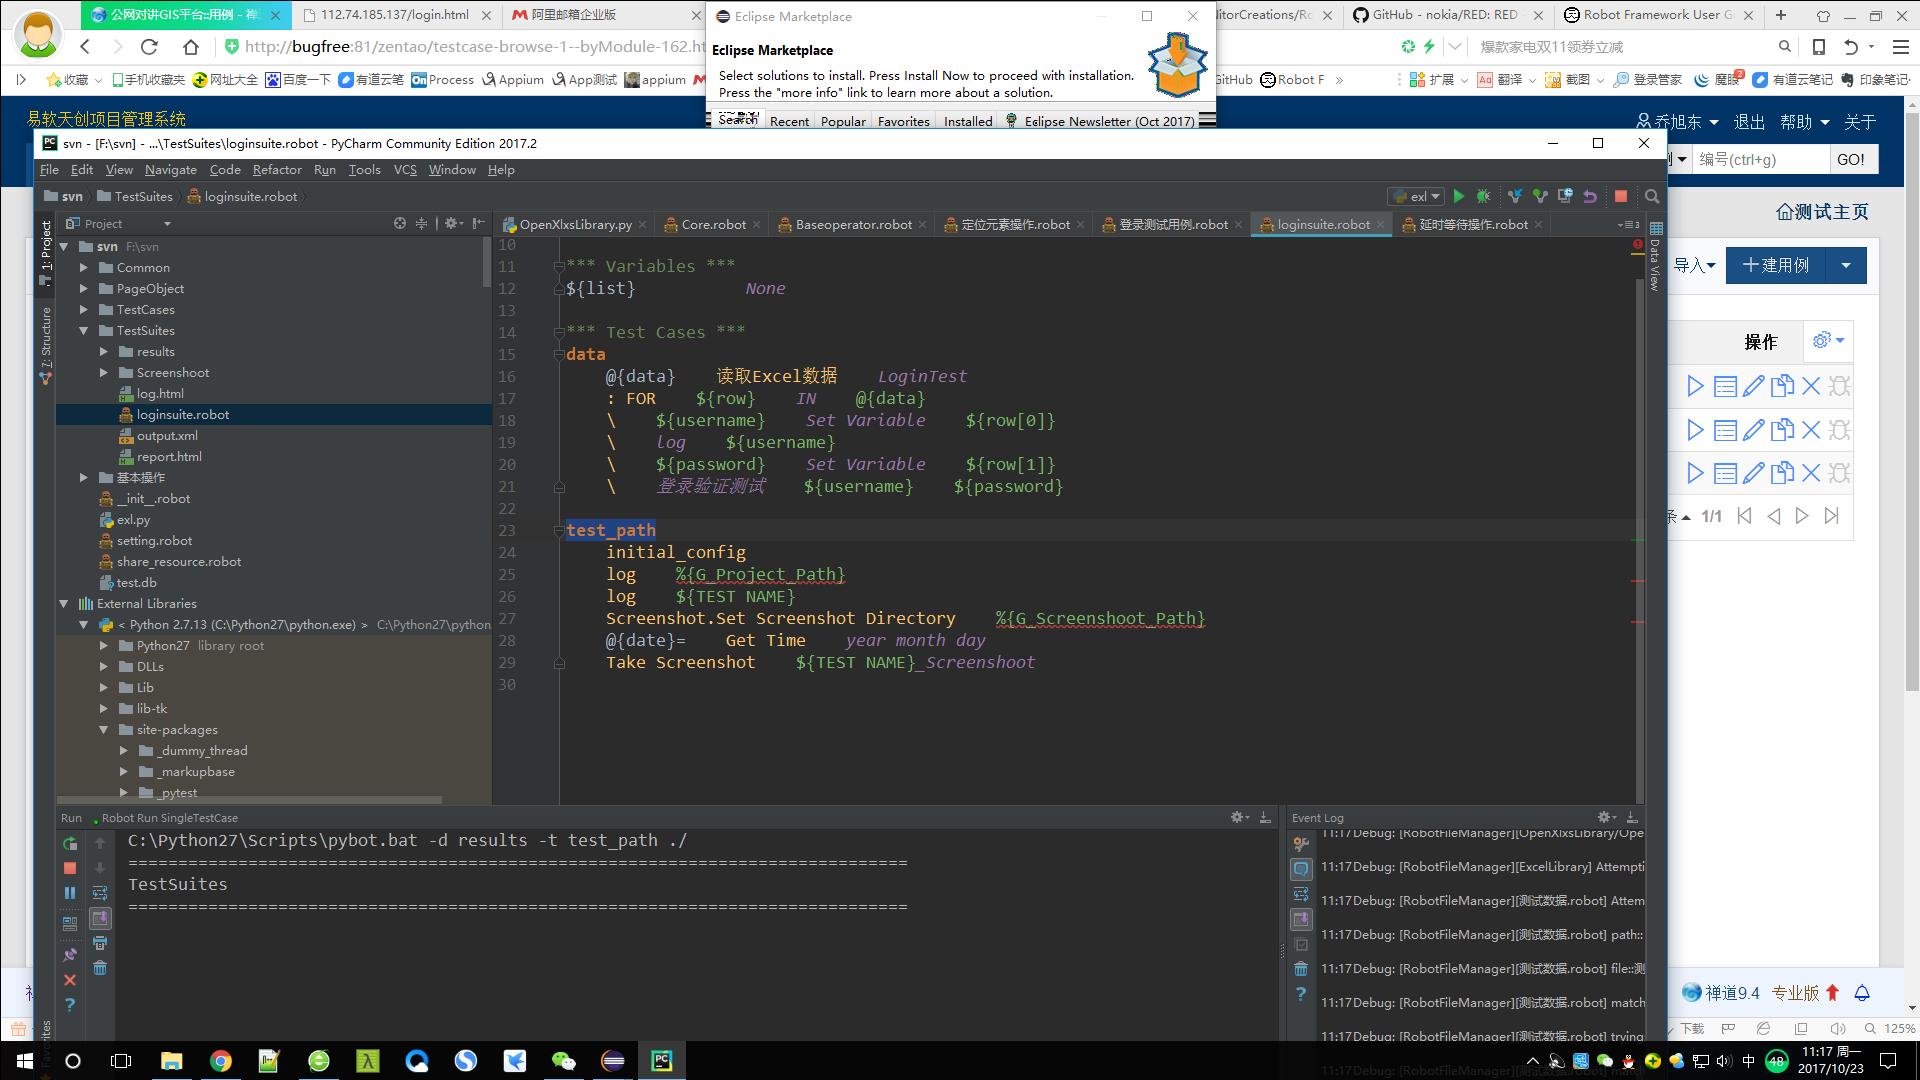 公网对讲GIS平台::用例 - 禅
112.74.185.137/login.html
阿里邮箱企业版
Eclipse Marketplace
GitHub - nokia/RED: RED
Robot Framework User G
http://bugfree:81/zentao/testcase-browse-1--byModule-162.h
爆款家电双11领券立减
收藏
手机收藏夹
网址大全
百度一下
有道云笔
Process
Appium
App测试
appium
Robot F
扩展
翻译
截图
登录管家
魔眼
2
有道云笔记
印象笔记
Eclipse Marketplace
Select solutions to install. Press Install Now to proceed with installation.
Press the "more info" link to learn more about a solution.
Search
Recent
Popular
Favorites
Installed
Eclipse Newsletter (Oct 2017)
易软天创项目管理系统
乔旭东
退出
帮助
关于
编号(ctrl+g)
GO!
测试主页
导入
建用例
操作
1/1
禅道9.4
专业版
下载
125%
svn - [F:\svn] - ...\TestSuites\loginsuite.robot - PyCharm Community Edition 2017.2
File Edit View Navigate Code Refactor Run Tools VCS Window Help
svn
TestSuites
loginsuite.robot
exl
Project
OpenXlxsLibrary.py
Core.robot
Baseoperator.robot
定位元素操作.robot
登录测试用例.robot
loginsuite.robot
延时等待操作.robot
1: Project
7: Structure
Favorites
Data View
svn F:\svn
Common
PageObject
TestCases
TestSuites
results
Screenshoot
log.html
loginsuite.robot
output.xml
report.html
基本操作
__init__.robot
exl.py
setting.robot
share_resource.robot
test.db
External Libraries
< Python 2.7.13 (C:\Python27\python.exe) > C:\Python27\python
Python27 library root
DLLs
Lib
lib-tk
site-packages
_dummy_thread
_markupbase
_pytest
10
11 *** Variables ***
12 ${list} None
13
14 *** Test Cases ***
15 data
16 @{data} 读取Excel数据 LoginTest
17 : FOR ${row} IN @{data}
18 \ ${username} Set Variable ${row[0]}
19 \ log ${username}
20 \ ${password} Set Variable ${row[1]}
21 \ 登录验证测试 ${username} ${password}
22
23 test_path
24 initial_config
25 log %{G_Project_Path}
26 log ${TEST NAME}
27 Screenshot.Set Screenshot Directory %{G_Screenshoot_Path}
28 @{date}= Get Time year month day
29 Take Screenshot ${TEST NAME}_Screenshoot
30
Run Robot Run SingleTestCase
C:\Python27\Scripts\pybot.bat -d results -t test_path ./
==============================================================================
TestSuites
==============================================================================
Event Log
11:17 Debug: [RobotFileManager][OpenXlxsLibrary/Ope
11:17 Debug: [RobotFileManager][ExcelLibrary] Attempti
11:17 Debug: [RobotFileManager][测试数据.robot] Attem
11:17 Debug: [RobotFileManager][测试数据.robot] path::
11:17 Debug: [RobotFileManager][测试数据.robot] file::测
11:17 Debug: [RobotFileManager][测试数据.robot] match
11:17 Debug: [RobotFileManager][测试数据.robot] trying
中
48
11:17 周一
2017/10/23